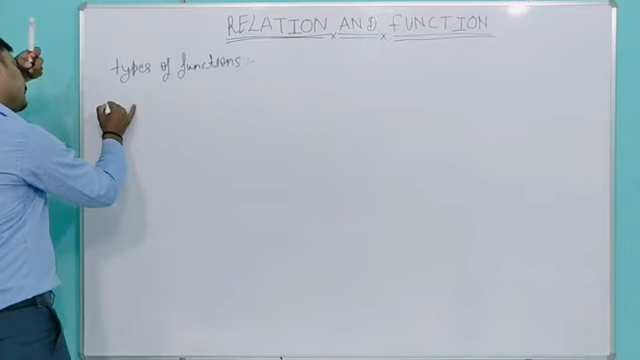 RELATION AND FUNCTION
types of functions :-